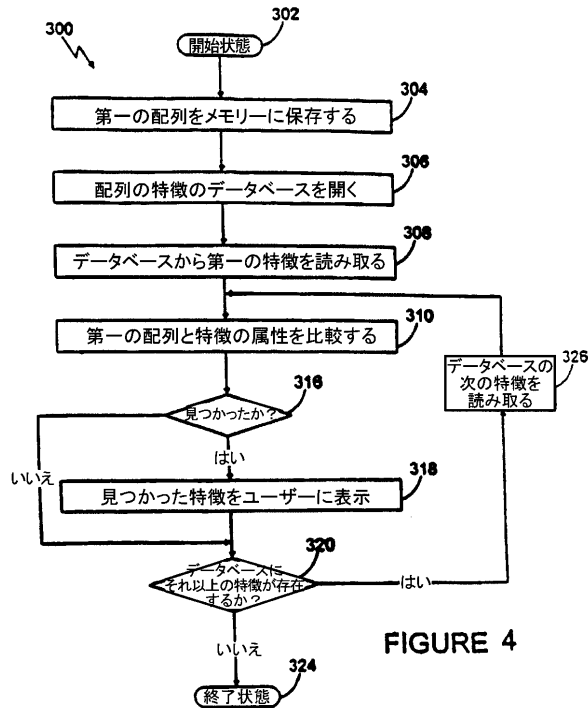 300
302
開始状態
304
第一の配列をメモリーに保存する
306
配列の特徴のデータベースを開く
308
データベースから第一の特徴を読み取る
310
第一の配列と特徴の属性を比較する
326
データベースの
次の特徴を
読み取る
316
見つかったか?
いいえ
はい
318
見つかった特徴をユーザーに表示
320
データベースに
それ以上の特徴が存在
するか?
はい
いいえ
FIGURE 4
324
終了状態